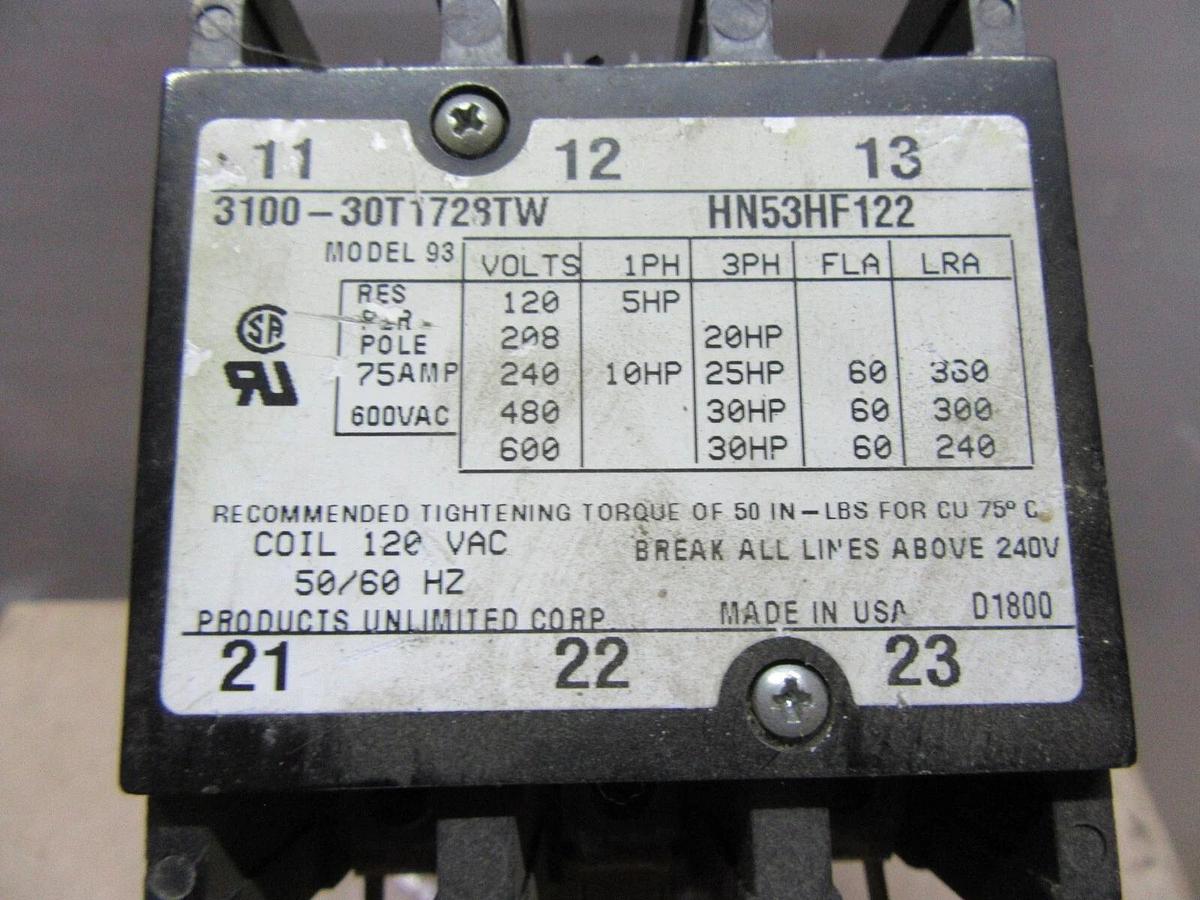 11 12 13
3100-30T1728TW HN53HF122
MODEL 93 VOLTS 1PH 3PH FLA LRA
RES 120 5HP
PER
POLE 208 20HP
75AMP 240 10HP 25HP 60 360
600VAC 480 30HP 60 300
600 30HP 60 240
RECOMMENDED TIGHTENING TORQUE OF 50 IN-LBS FOR CU 75° C
COIL 120 VAC BREAK ALL LINES ABOVE 240V
50/60 HZ
PRODUCTS UNLIMITED CORP. MADE IN USA D1800
21 22 23